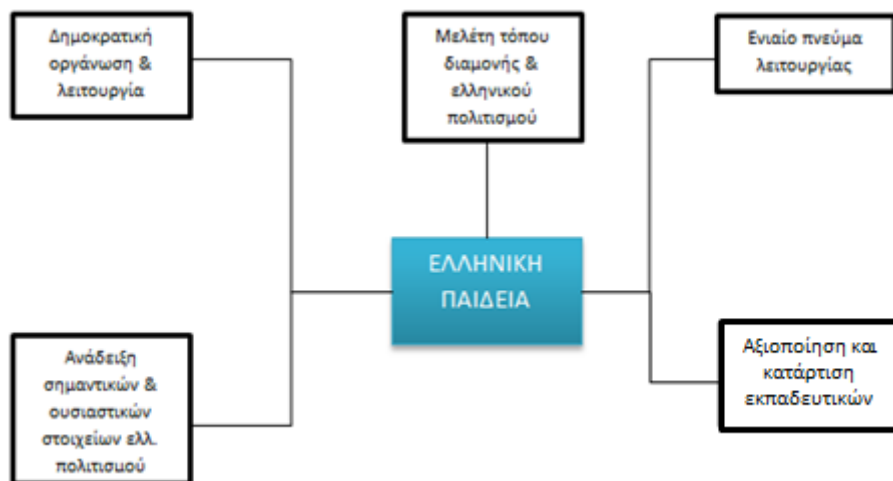 Δημοκρατική
οργάνωση &
λειτουργία
Μελέτη τόπου
διαμονής &
ελληνικού
πολιτισμού
Ενιαίο πνεύμα
λειτουργίας
ΕΛΛΗΝΙΚΗ
ΠΑΙΔΕΙΑ
Ανάδειξη
σημαντικών &
ουσιαστικών
στοιχείων ελλ.
πολιτισμού
Αξιοποίηση και
κατάρτιση
εκπαδευτικών